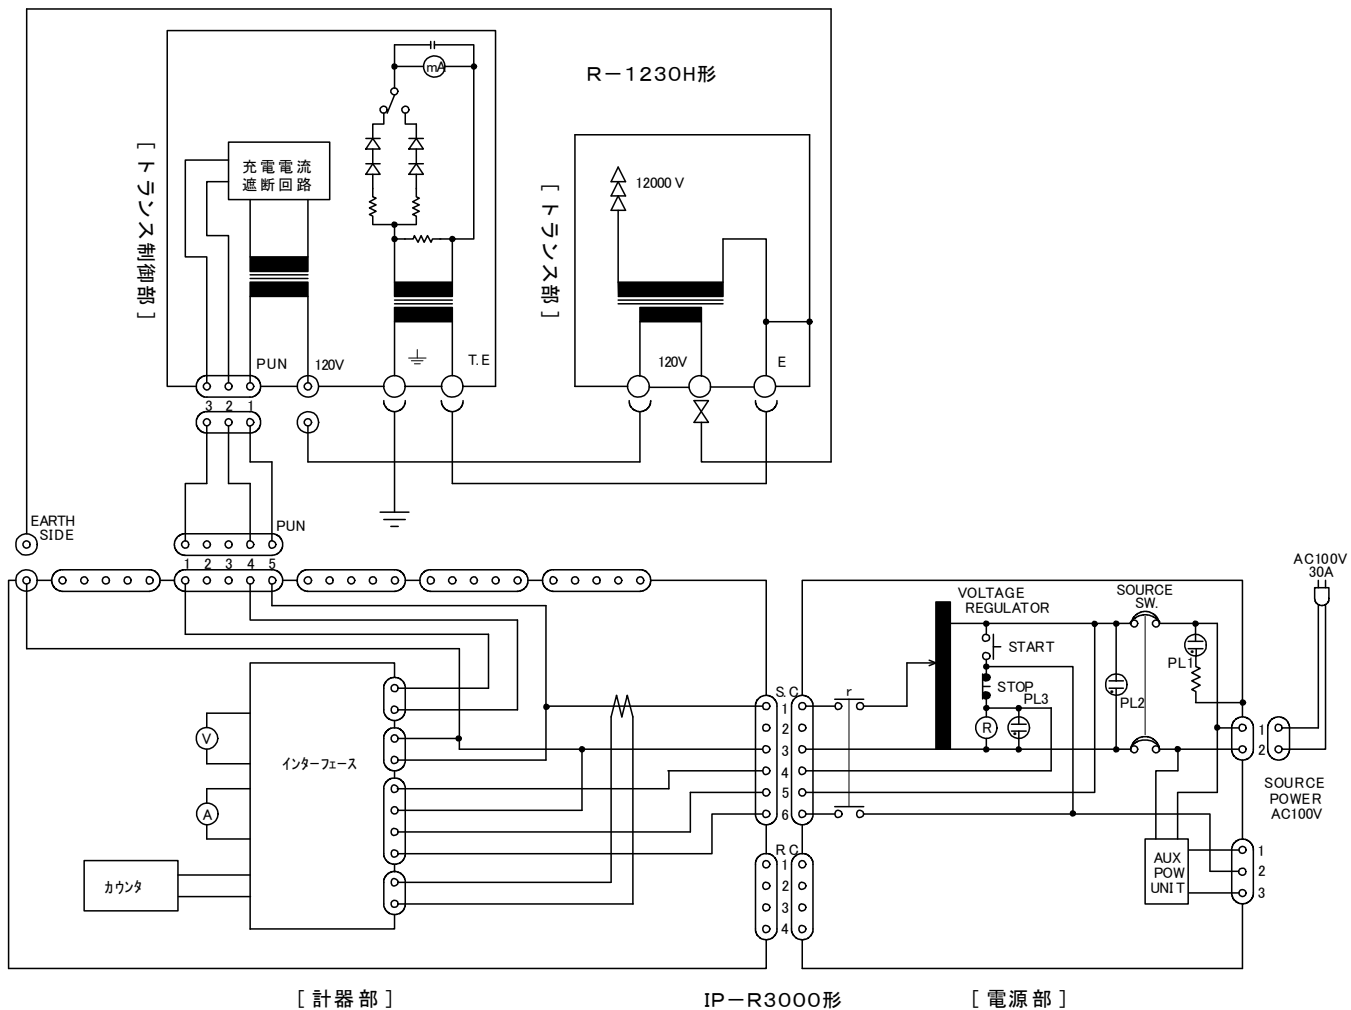 R－1230H形
mA
[ トランス制御部 ]
充電電流
遮断回路
[ トランス部 ]
12000 V
PUN
120V
T.E
120V
E
3 2 1
EARTH
SIDE
PUN
1 2 3 4 5
AC100V
30A
VOLTAGE
REGULATOR
SOURCE
SW.
START
STOP
PL1
PL2
PL3
R
r
S.C
1
2
3
4
5
6
R.C
1
2
3
4
V
A
インターフェース
カウンタ
1
2
SOURCE
POWER
AC100V
AUX
POW
UNIT
1
2
3
[ 計器部 ]
IP－R3000形
[ 電源部 ]